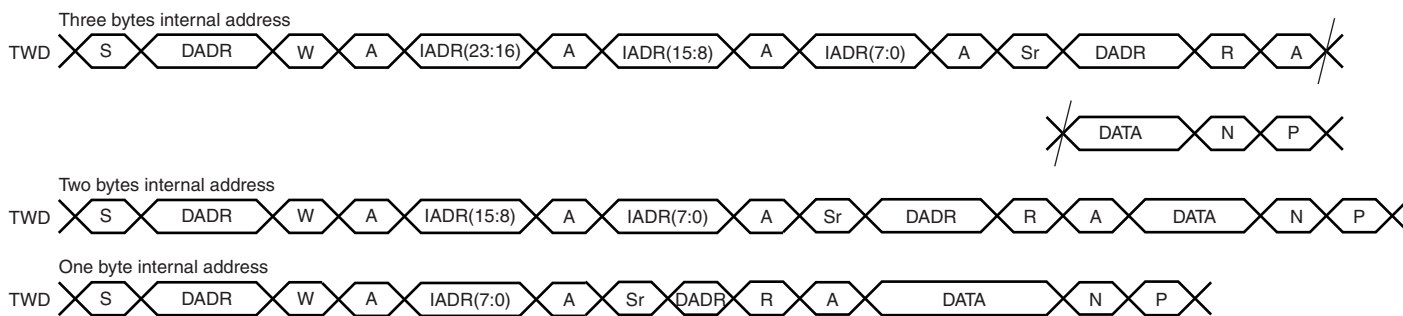 Three bytes internal address
TWD S DADR W A IADR(23:16) A IADR(15:8) A IADR(7:0) A Sr DADR R A
DATA N P
Two bytes internal address
TWD S DADR W A IADR(15:8) A IADR(7:0) A Sr DADR R A DATA N P
One byte internal address
TWD S DADR W A IADR(7:0) A Sr DADR R A DATA N P